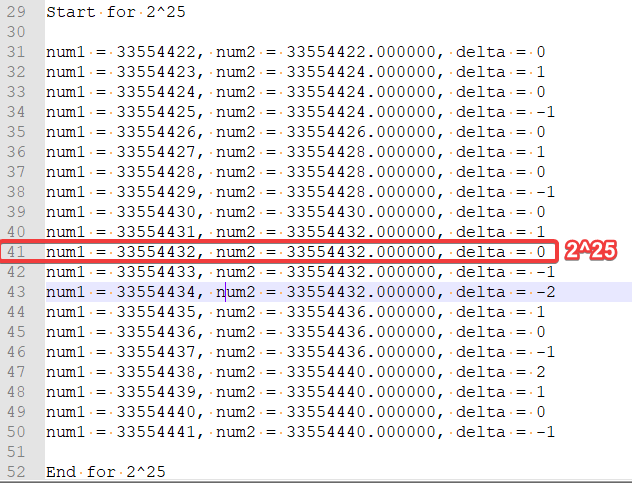 29 Start for 2^25
30
31 num1 = 33554422, num2 = 33554422.000000, delta = 0
32 num1 = 33554423, num2 = 33554424.000000, delta = 1
33 num1 = 33554424, num2 = 33554424.000000, delta = 0
34 num1 = 33554425, num2 = 33554424.000000, delta = -1
35 num1 = 33554426, num2 = 33554426.000000, delta = 0
36 num1 = 33554427, num2 = 33554428.000000, delta = 1
37 num1 = 33554428, num2 = 33554428.000000, delta = 0
38 num1 = 33554429, num2 = 33554428.000000, delta = -1
39 num1 = 33554430, num2 = 33554430.000000, delta = 0
40 num1 = 33554431, num2 = 33554432.000000, delta = 1
41 num1 = 33554432, num2 = 33554432.000000, delta = 0 2^25
42 num1 = 33554433, num2 = 33554432.000000, delta = -1
43 num1 = 33554434, num2 = 33554432.000000, delta = -2
44 num1 = 33554435, num2 = 33554436.000000, delta = 1
45 num1 = 33554436, num2 = 33554436.000000, delta = 0
46 num1 = 33554437, num2 = 33554436.000000, delta = -1
47 num1 = 33554438, num2 = 33554440.000000, delta = 2
48 num1 = 33554439, num2 = 33554440.000000, delta = 1
49 num1 = 33554440, num2 = 33554440.000000, delta = 0
50 num1 = 33554441, num2 = 33554440.000000, delta = -1
51
52 End for 2^25